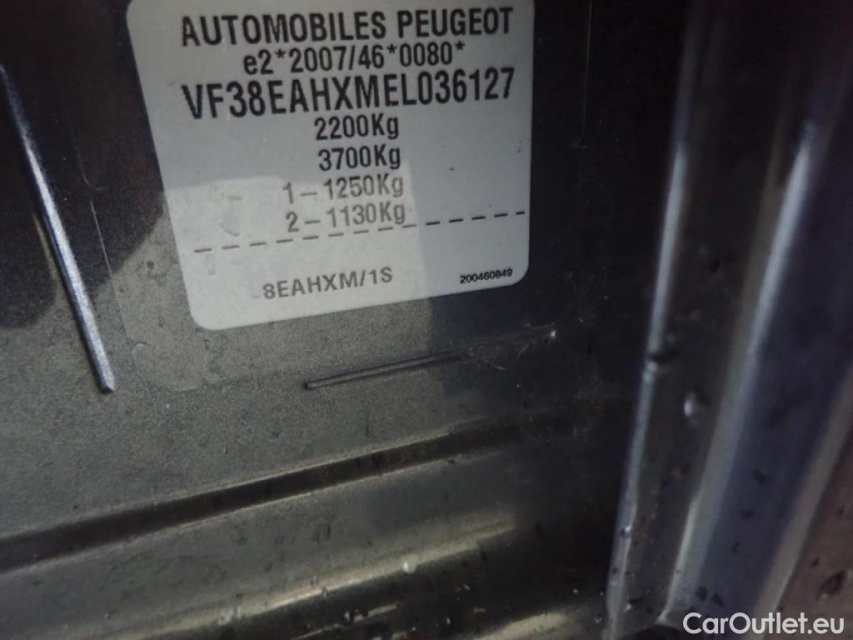 AUTOMOBILES PEUGEOT
e2*2007/46*0080*
VF38EAHXMEL036127
2200Kg
3700Kg
1-1250Kg
2-1130Kg
8EAHXM/1S
200460849
CarOutlet.eu